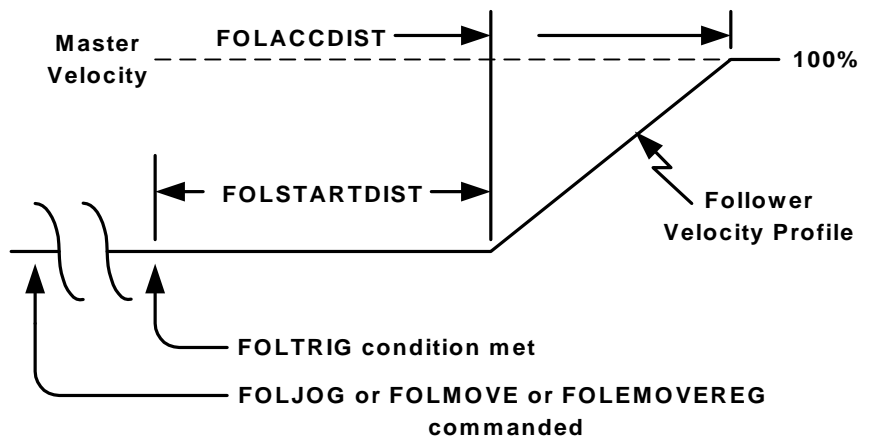 Master
Velocity
FOLACCDIST
100%
FOLSTARTDIST
Follower
Velocity Profile
FOLTRIG condition met
FOLJOG or FOLMOVE or FOLEMOVEREG
commanded